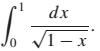 ∫₀¹ dx/√(1 − x).